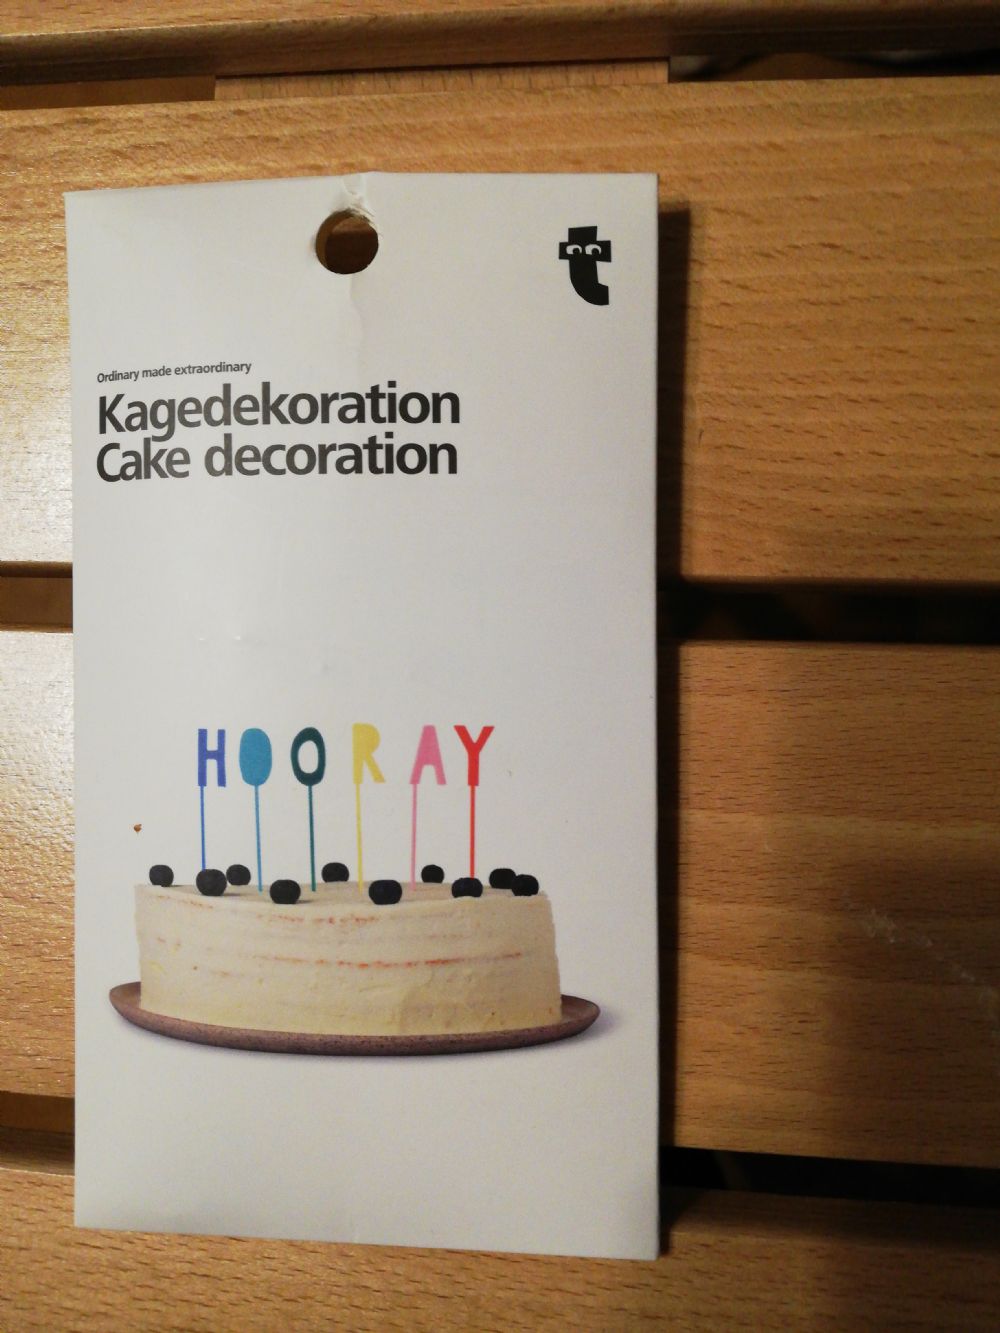 Ordinary made extraordinary
Kagedekoration
Cake decoration
HOORAY